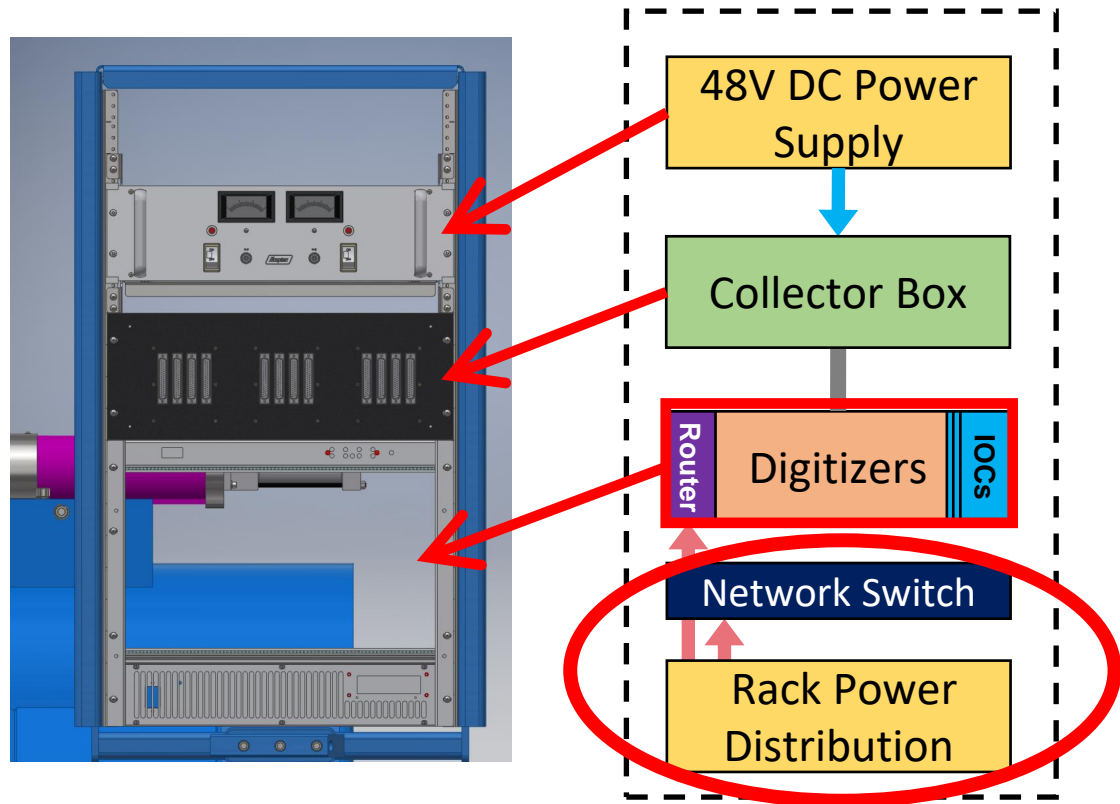 48V DC Power
Supply
Collector Box
Router
Digitizers
IOCs
Network Switch
Rack Power
Distribution